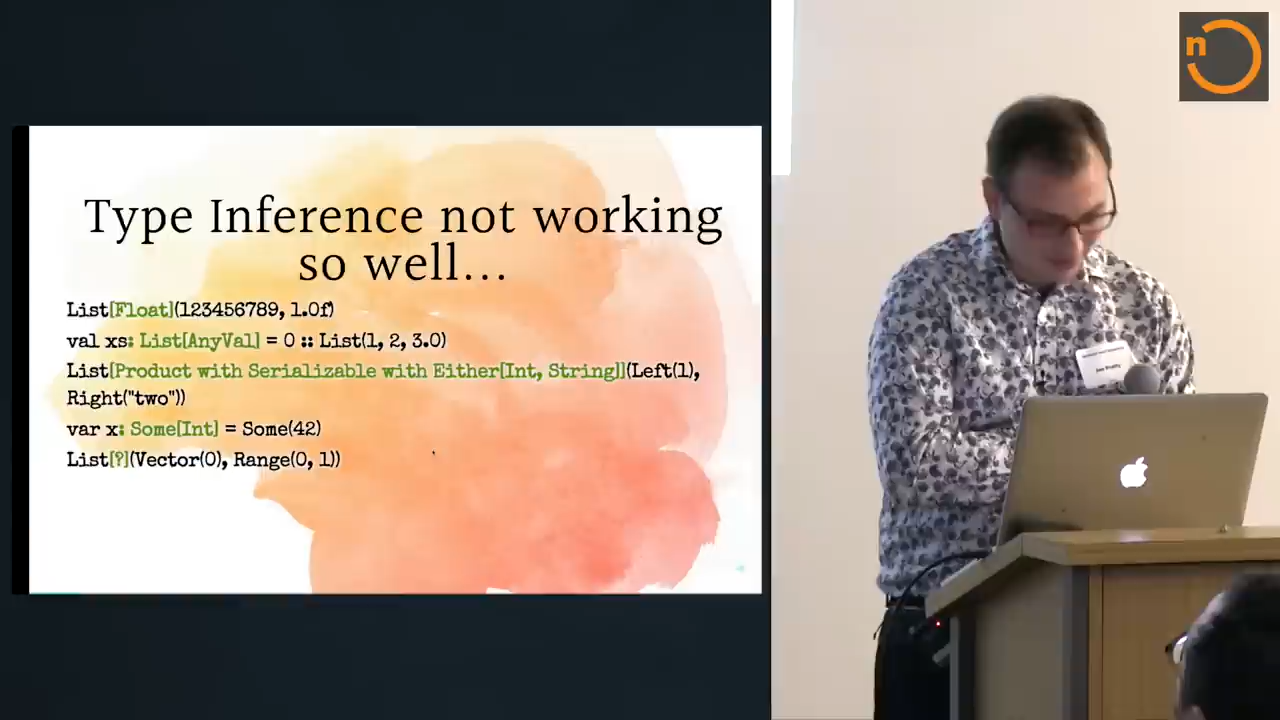 n
Type Inference not working
so well...
List[Float](123456789, 1.0f)
val xs: List[AnyVal] = 0 :: List(1, 2, 3.0)
List[Product with Serializable with Either[Int, String]](Left(1),
Right("two"))
var x: Some[Int] = Some(42)
List[?](Vector(0), Range(0, 1))